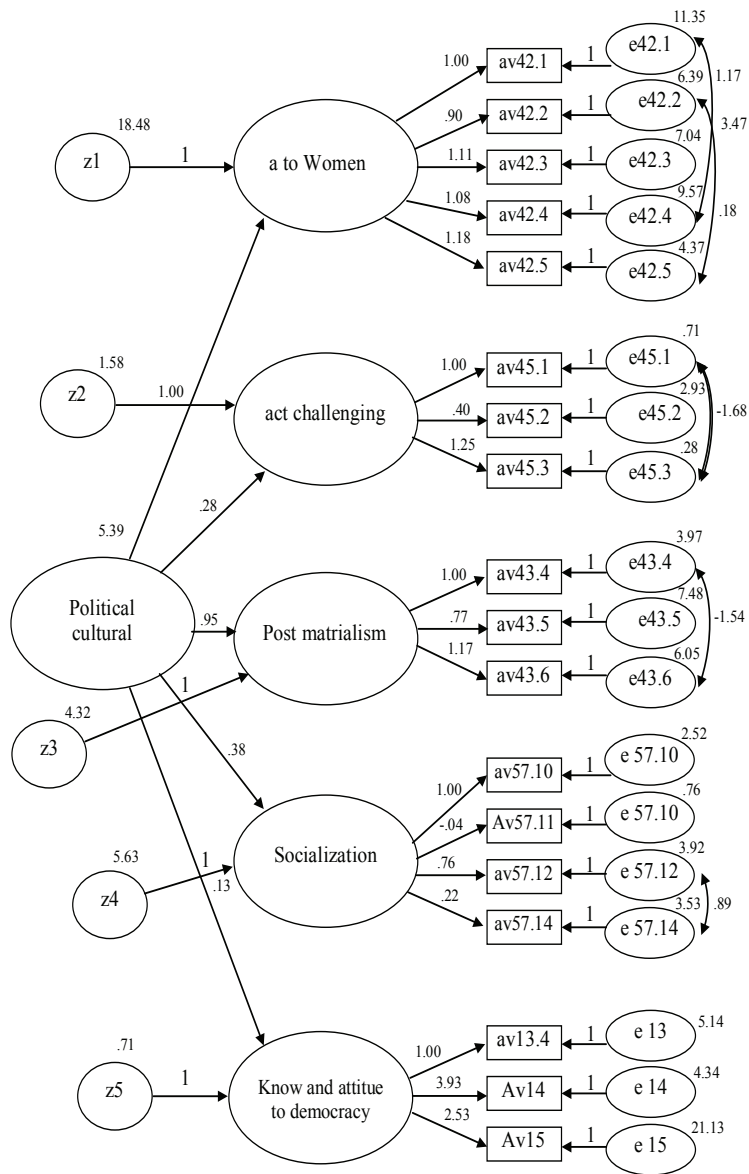 11.35
1.00
av42.1
1
e42.1
1.17
6.39
18.48
.90
av42.2
1
e42.2
3.47
z1
1
a to Women
1.11
av42.3
1
7.04
e42.3
1.08
av42.4
1
9.57
e42.4
.18
1.18
av42.5
1
4.37
e42.5
1.58
z2
1.00
act challenging
1.00
av45.1
1
.71
e45.1
.40
av45.2
1
2.93
e45.2
-1.68
1.25
av45.3
1
.28
e45.3
.28
5.39
Political
cultural
.95
Post matrialism
1.00
av43.4
1
3.97
e43.4
.77
av43.5
1
7.48
e43.5
-1.54
1.17
av43.6
1
6.05
e43.6
4.32
z3
1
.38
1.00
av57.10
1
2.52
e 57.10
-.04
Av57.11
1
.76
e 57.10
5.63
z4
1
.13
Socialization
.76
av57.12
1
3.92
e 57.12
.89
.22
av57.14
1
3.53
e 57.14
.71
z5
1
Know and attitue
to democracy
1.00
av13.4
1
5.14
e 13
3.93
Av14
1
4.34
e 14
2.53
Av15
1
21.13
e 15